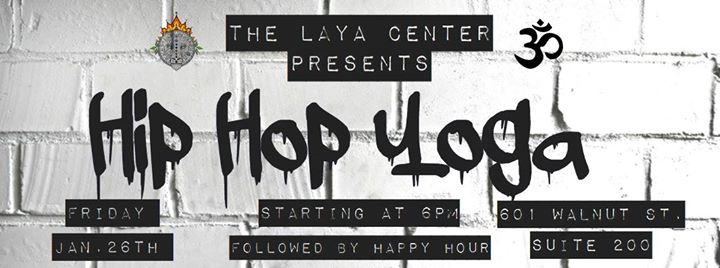 THE LAYA CENTER
PRESENTS
Hip Hop Yoga
FRIDAY
JAN.26TH
STARTING AT 6PM
FOLLOWED BY HAPPY HOUR
601 WALNUT ST.
SUITE 200
ॐ